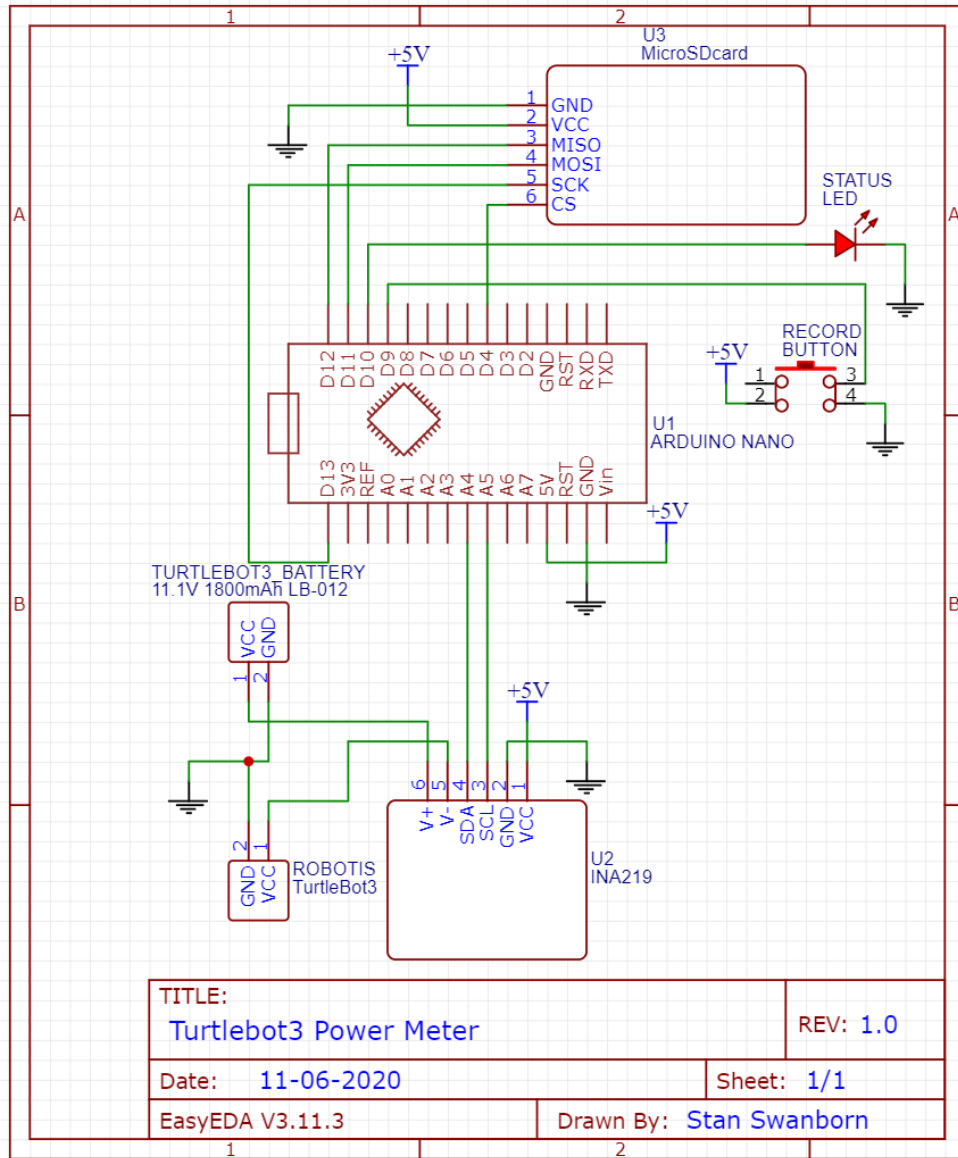 1
2
U3
MicroSDcard
+5V
1
GND
2
VCC
3
MISO
4
MOSI
5
SCK
6
CS
STATUS
LED
A
A
RECORD
BUTTON
+5V
1
2
3
4
D12
D11
D10
D9
D8
D7
D6
D5
D4
D3
D2
GND
RST
RXD
TXD
U1
ARDUINO NANO
D13
3V3
REF
A0
A1
A2
A3
A4
A5
A6
A7
5V
RST
GND
Vin
+5V
TURTLEBOT3_BATTERY
11.1V 1800mAh LB-012
B
B
VCC
GND
1
2
+5V
6
5
4
3
2
1
V+
V-
SDA
SCL
GND
VCC
U2
INA219
2
1
GND
VCC
ROBOTIS
TurtleBot3
TITLE:
Turtlebot3 Power Meter
REV: 1.0
Date: 11-06-2020
Sheet: 1/1
EasyEDA V3.11.3
Drawn By: Stan Swanborn
1
2